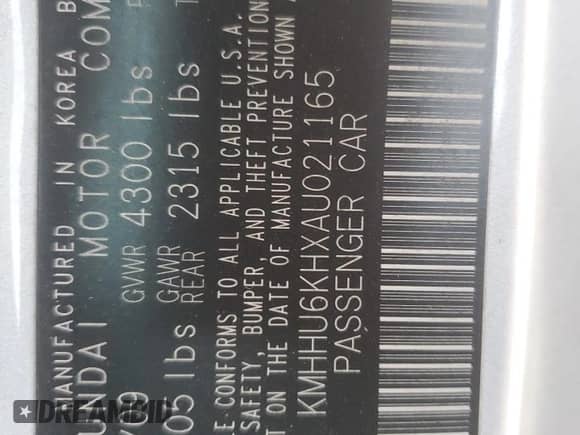 MANUFACTURED IN KOREA B
UNDAI MOTOR COM
GVWR 4300 lbs
GAWR
REAR 2315 lbs
05 lbs
E CONFORMS TO ALL APPLICABLE U.S.A.
SAFETY, BUMPER, AND THEFT PREVENTION
T ON THE DATE OF MANUFACTURE SHOWN
KMHHU6KHXAU021165
PASSENGER CAR
DREAMBID